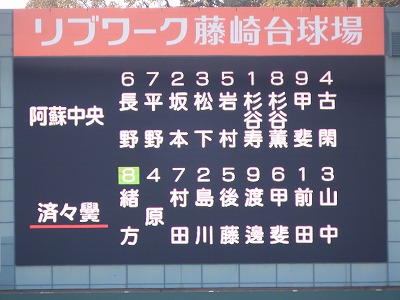 リブワーク藤崎台球場
阿蘇中央
6 7 2 3 5 1 8 9 4
長野 平野 坂本 松下 岩村 杉谷寿 杉谷薫 甲斐 古閑
済々黌
8 4 7 2 5 9 6 1 3
緒方 原 村田 島川 後藤 渡邊 甲斐 前田 山中